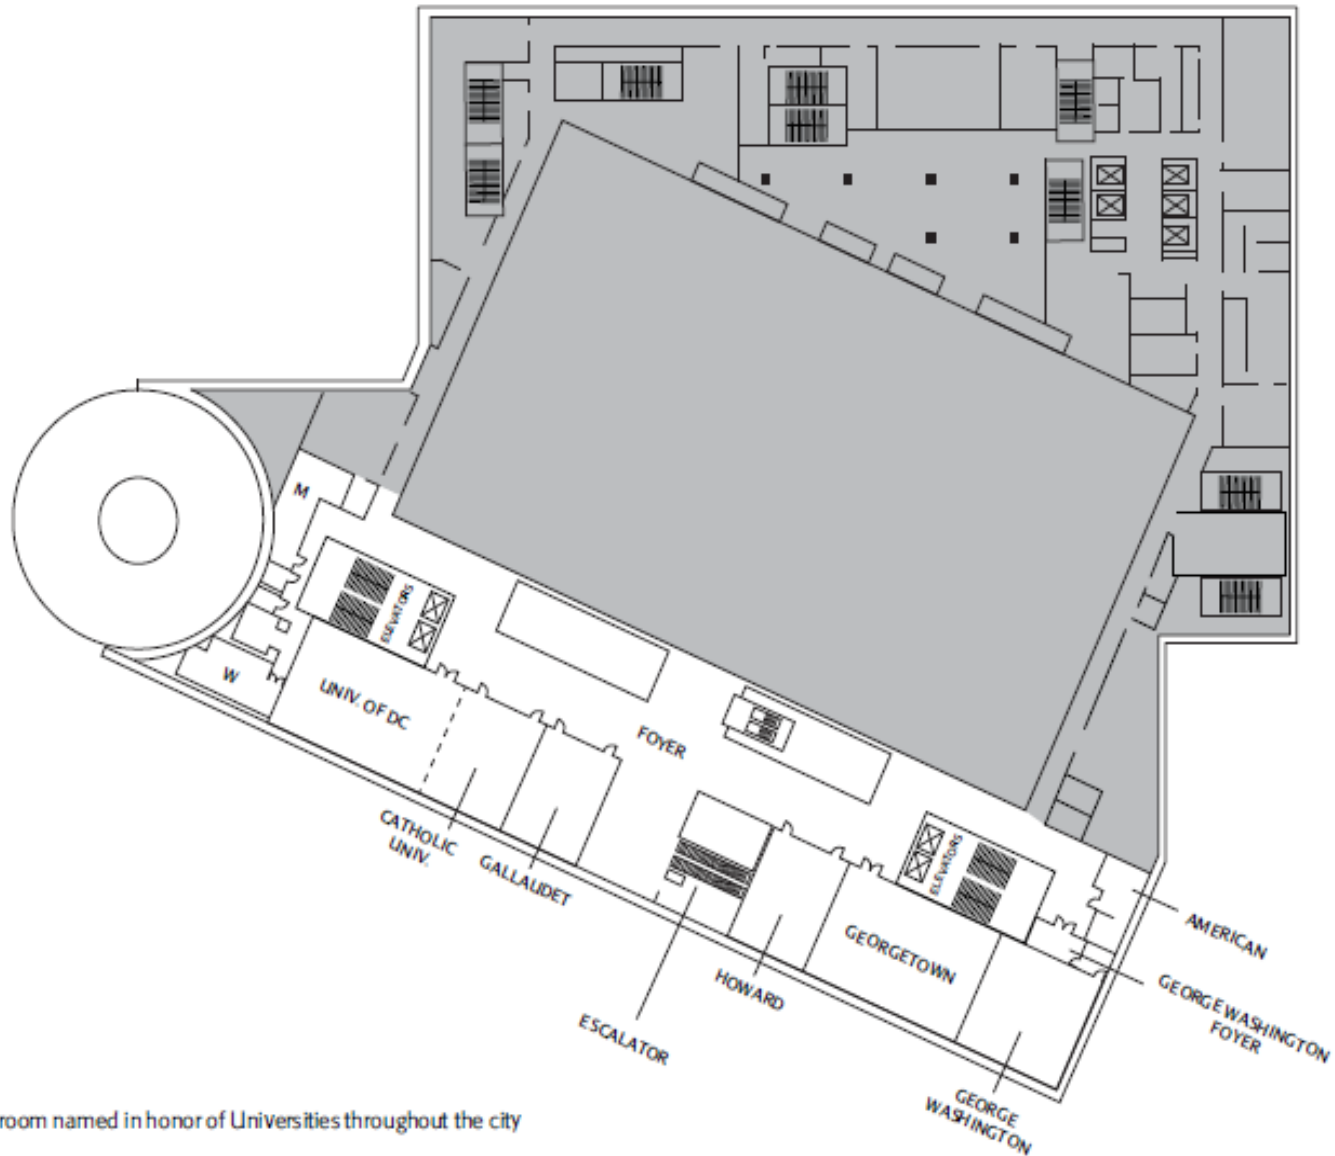 M
ELEVATORS
W
UNIV. OF DC
FOYER
CATHOLIC
UNIV.
GALLAUDET
ELEVATORS
AMERICAN
GEORGETOWN
HOWARD
GEORGE WASHINGTON
FOYER
ESCALATOR
GEORGE
WASHINGTON
room named in honor of Universities throughout the city